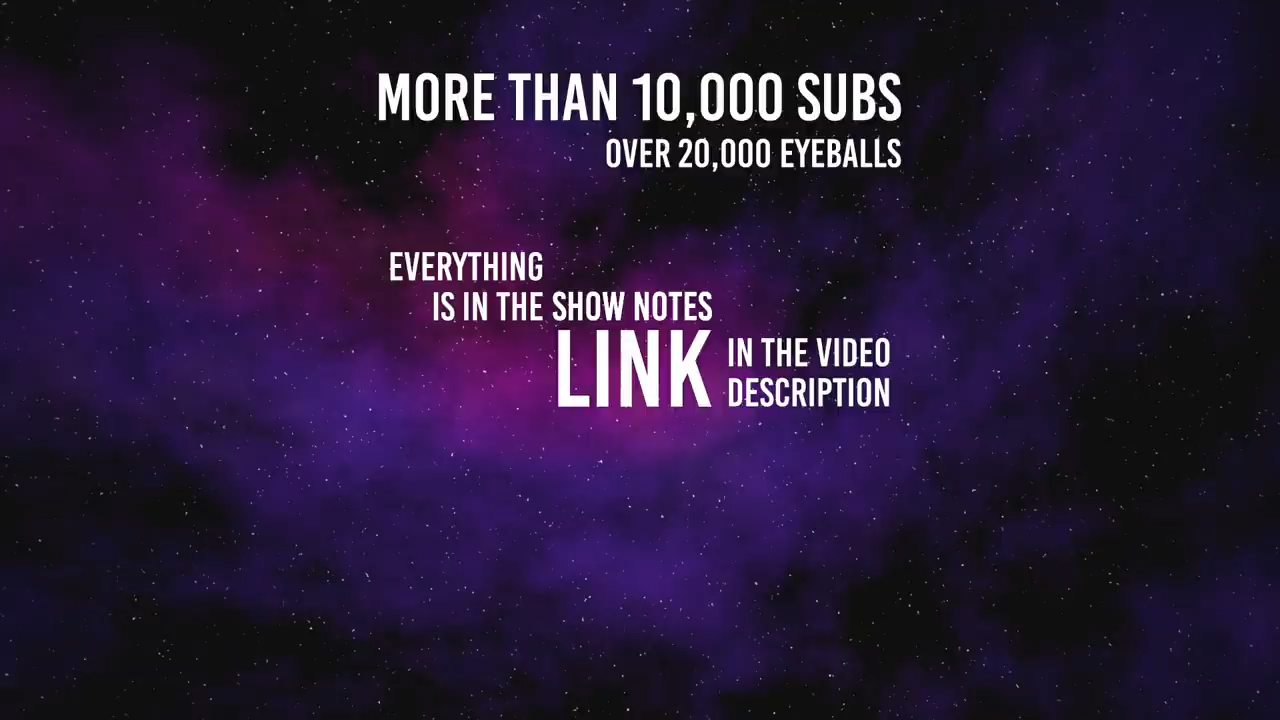 MORE THAN 10,000 SUBS
OVER 20,000 EYEBALLS
EVERYTHING
IS IN THE SHOW NOTES
LINK
IN THE VIDEO
DESCRIPTION